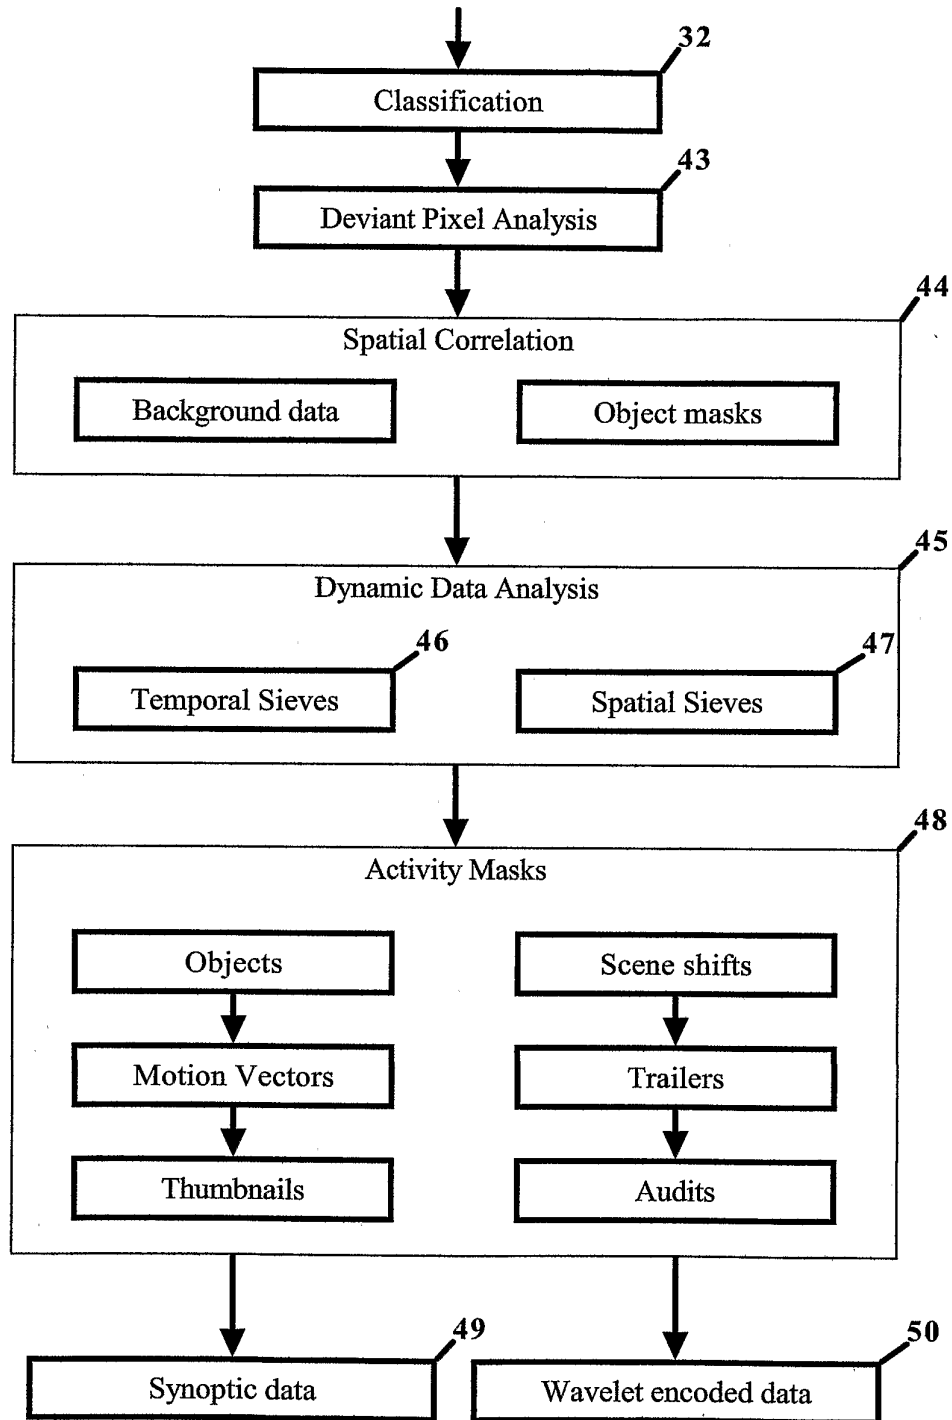 32
Classification
43
Deviant Pixel Analysis
44
Spatial Correlation
Background data
Object masks
45
Dynamic Data Analysis
46
47
Temporal Sieves
Spatial Sieves
48
Activity Masks
Objects
Scene shifts
Motion Vectors
Trailers
Thumbnails
Audits
49
50
Synoptic data
Wavelet encoded data